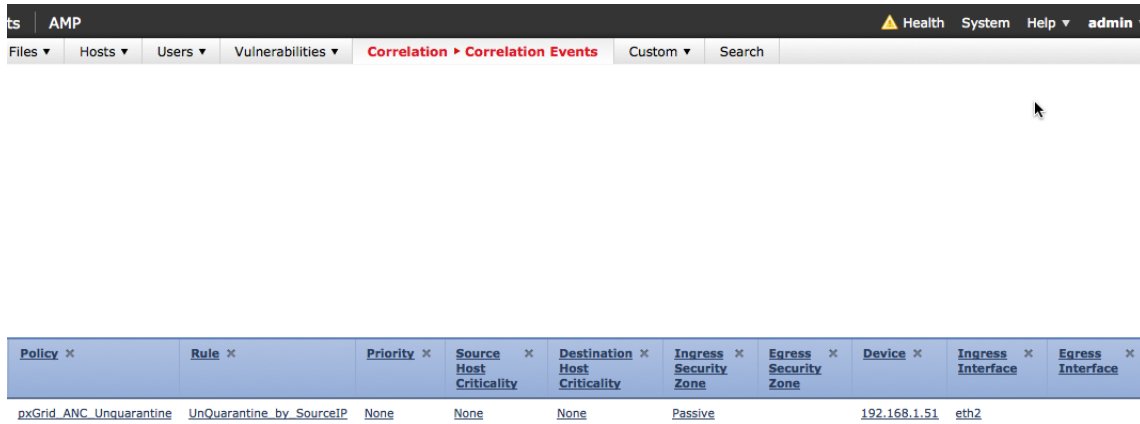 ts AMP Health System Help admin
Files Hosts Users Vulnerabilities Correlation Correlation Events Custom Search
Policy Rule Priority Source Host Criticality Destination Host Criticality Ingress Security Zone Egress Security Zone Device Ingress Interface Egress Interface
pxGrid_ANC_Unquarantine UnQuarantine_by_SourceIP None None None Passive 192.168.1.51 eth2